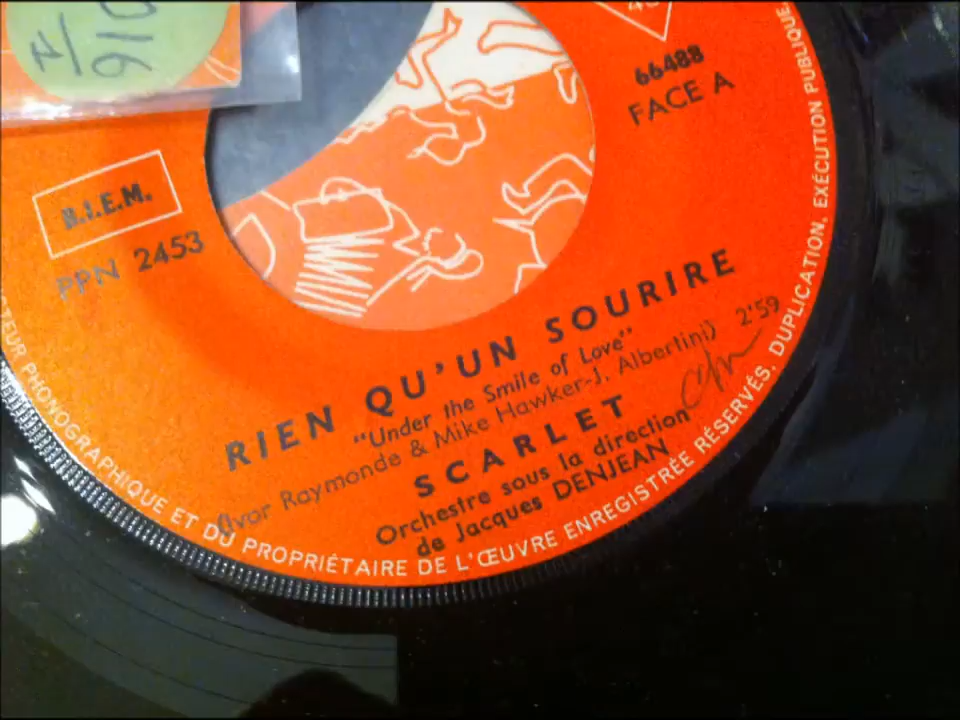 45
66488
FACE A
B.I.E.M.
PPN 2453
RIEN QU'UN SOURIRE
"Under the Smile of Love"
(Ivor Raymonde & Mike Hawker-J. Albertini) 2'59
SCARLET
Orchestre sous la direction
de Jacques DENJEAN
TEUR PHONOGRAPHIQUE ET DU PROPRIÉTAIRE DE L'ŒUVRE ENREGISTRÉE RÉSERVÉS. DUPLICATION, EXÉCUTION PUBLIQUE